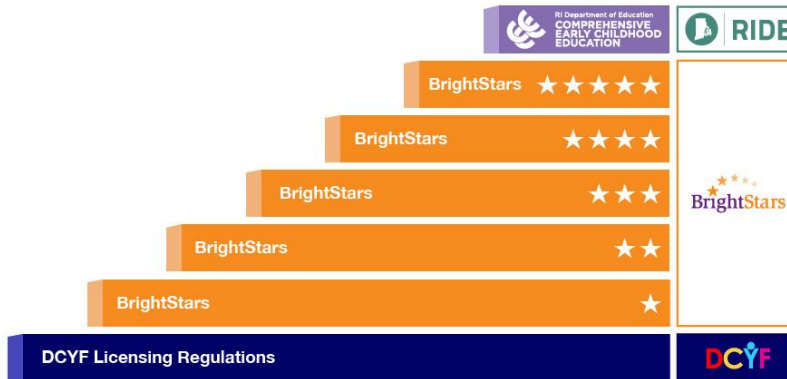 RI Department of Education
COMPREHENSIVE
EARLY CHILDHOOD
EDUCATION
RIDE
BrightStars
BrightStars
BrightStars
BrightStars
BrightStars
BrightStars
DCYF Licensing Regulations
DCYF